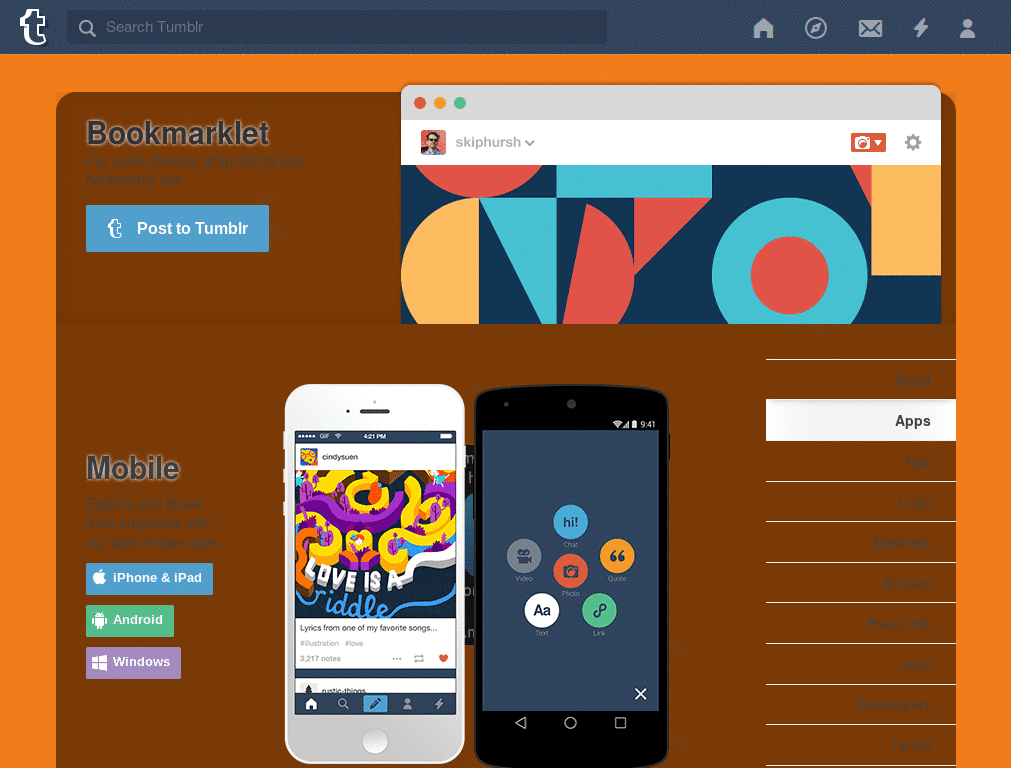 Search Tumblr
Bookmarklet
For quick sharing, drag this to your
bookmarks bar:
Post to Tumblr
skiphursh
Mobile
Explore and share
from anywhere with
our slick mobile apps.
iPhone & iPad
Android
Windows
GIF
4:21 PM
cindysuen
LOVE IS A
riddle
Lyrics from one of my favorite songs...
#illustration #love
3,217 notes
rustic-things
9:41
hi!
Chat
Video
Photo
Quote
Aa
Text
Link
About
Apps
Tips
Logo
Business
Buttons
Press Info
Jobs
Developers
Terms